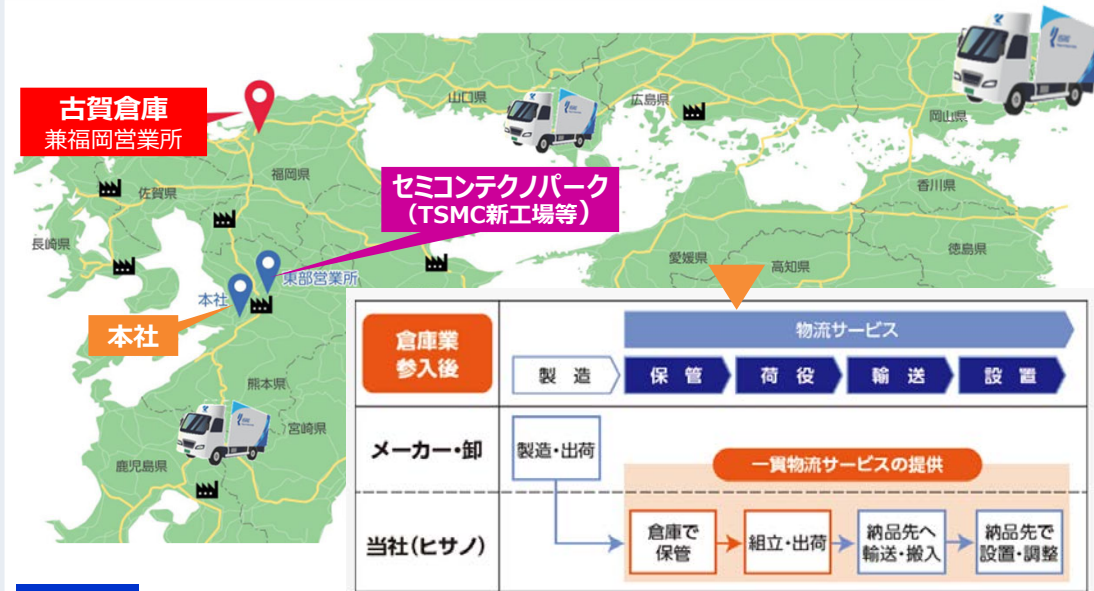 古賀倉庫
兼福岡営業所
山口県
広島県
岡山県
福岡県
佐賀県
長崎県
セミコンテクノパーク
（TSMC新工場等）
香川県
徳島県
愛媛県
高知県
東部営業所
本社
本社
熊本県
宮崎県
鹿児島県
倉庫業
参入後
物流サービス
製造
保管
荷役
輸送
設置
メーカー・卸
製造・出荷
一貫物流サービスの提供
当社(ヒサノ)
倉庫で
保管
組立・出荷
納品先へ
輸送・搬入
納品先で
設置・調整